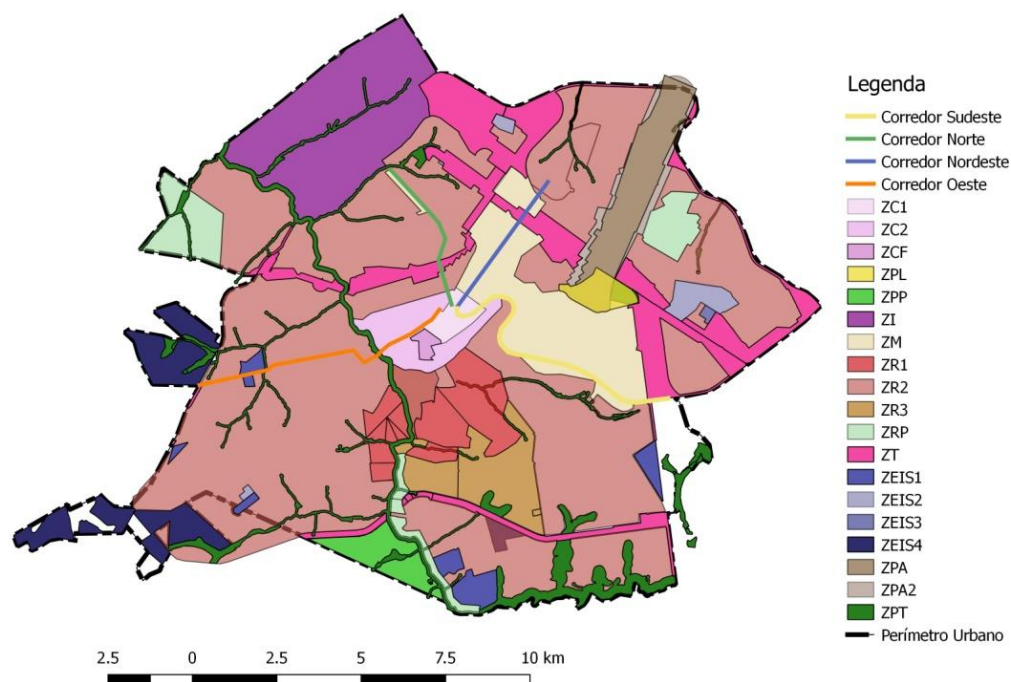 Legenda
Corredor Sudeste
Corredor Norte
Corredor Nordeste
Corredor Oeste
ZC1
ZC2
ZCF
ZPL
ZPP
ZI
ZM
ZR1
ZR2
ZR3
ZRP
ZT
ZEIS1
ZEIS2
ZEIS3
ZEIS4
ZPA
ZPA2
ZPT
Perímetro Urbano
2.5 0 2.5 5 7.5 10 km